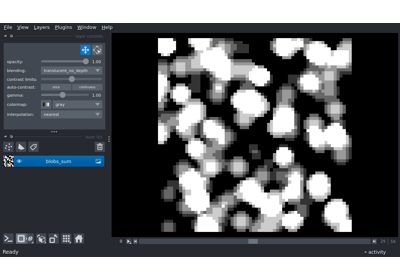 File View Layers Plugins Window Help
opacity: 1.00
blending: translucent_no_depth
contrast limits:
auto-contrast: once continuous
gamma: 1.00
colormap: gray
interpolation: nearest
blobs_sum
Ready
activity